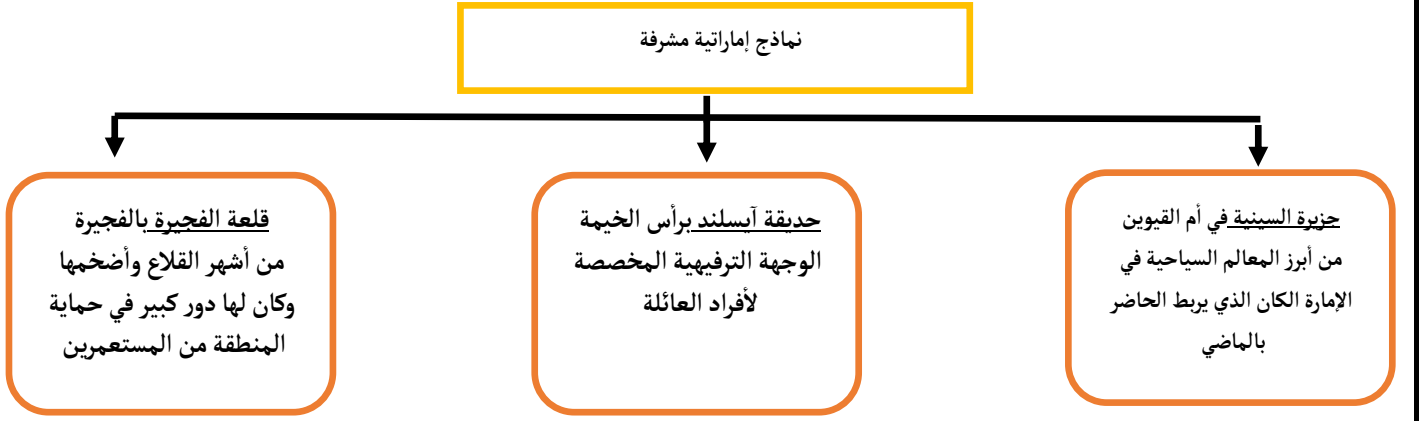 نماذج إماراتية مشرفة
جزيرة السينية في أم القيوين
من أبرز المعالم السياحية في
الإمارة الكان الذي يربط الحاضر
بالماضي
حديقة آيسلند برأس الخيمة
الوجهة الترفيهية المخصصة
لأفراد العائلة
قلعة الفجيرة بالفجيرة
من أشهر القلاع وأضخمها
وكان لها دور كبير في حماية
المنطقة من المستعمرين